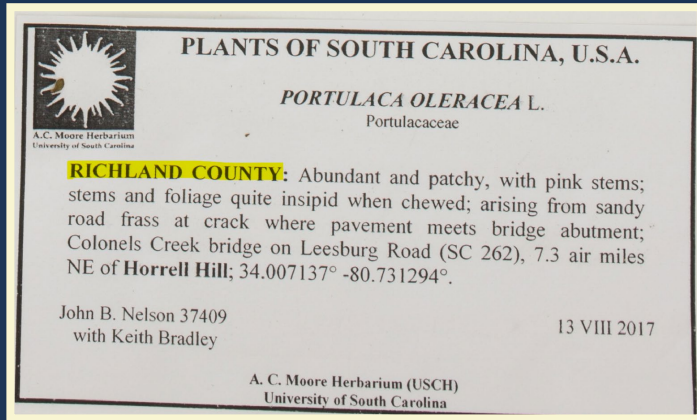 PLANTS OF SOUTH CAROLINA, U.S.A.
A.C. Moore Herbarium
University of South Carolina
PORTULACA OLERACEA L.
Portulacaceae
RICHLAND COUNTY: Abundant and patchy, with pink stems;
stems and foliage quite insipid when chewed; arising from sandy
road frass at crack where pavement meets bridge abutment;
Colonels Creek bridge on Leesburg Road (SC 262), 7.3 air miles
NE of Horrell Hill; 34.007137° -80.731294°.
John B. Nelson 37409
with Keith Bradley
13 VIII 2017
A. C. Moore Herbarium (USCH)
University of South Carolina